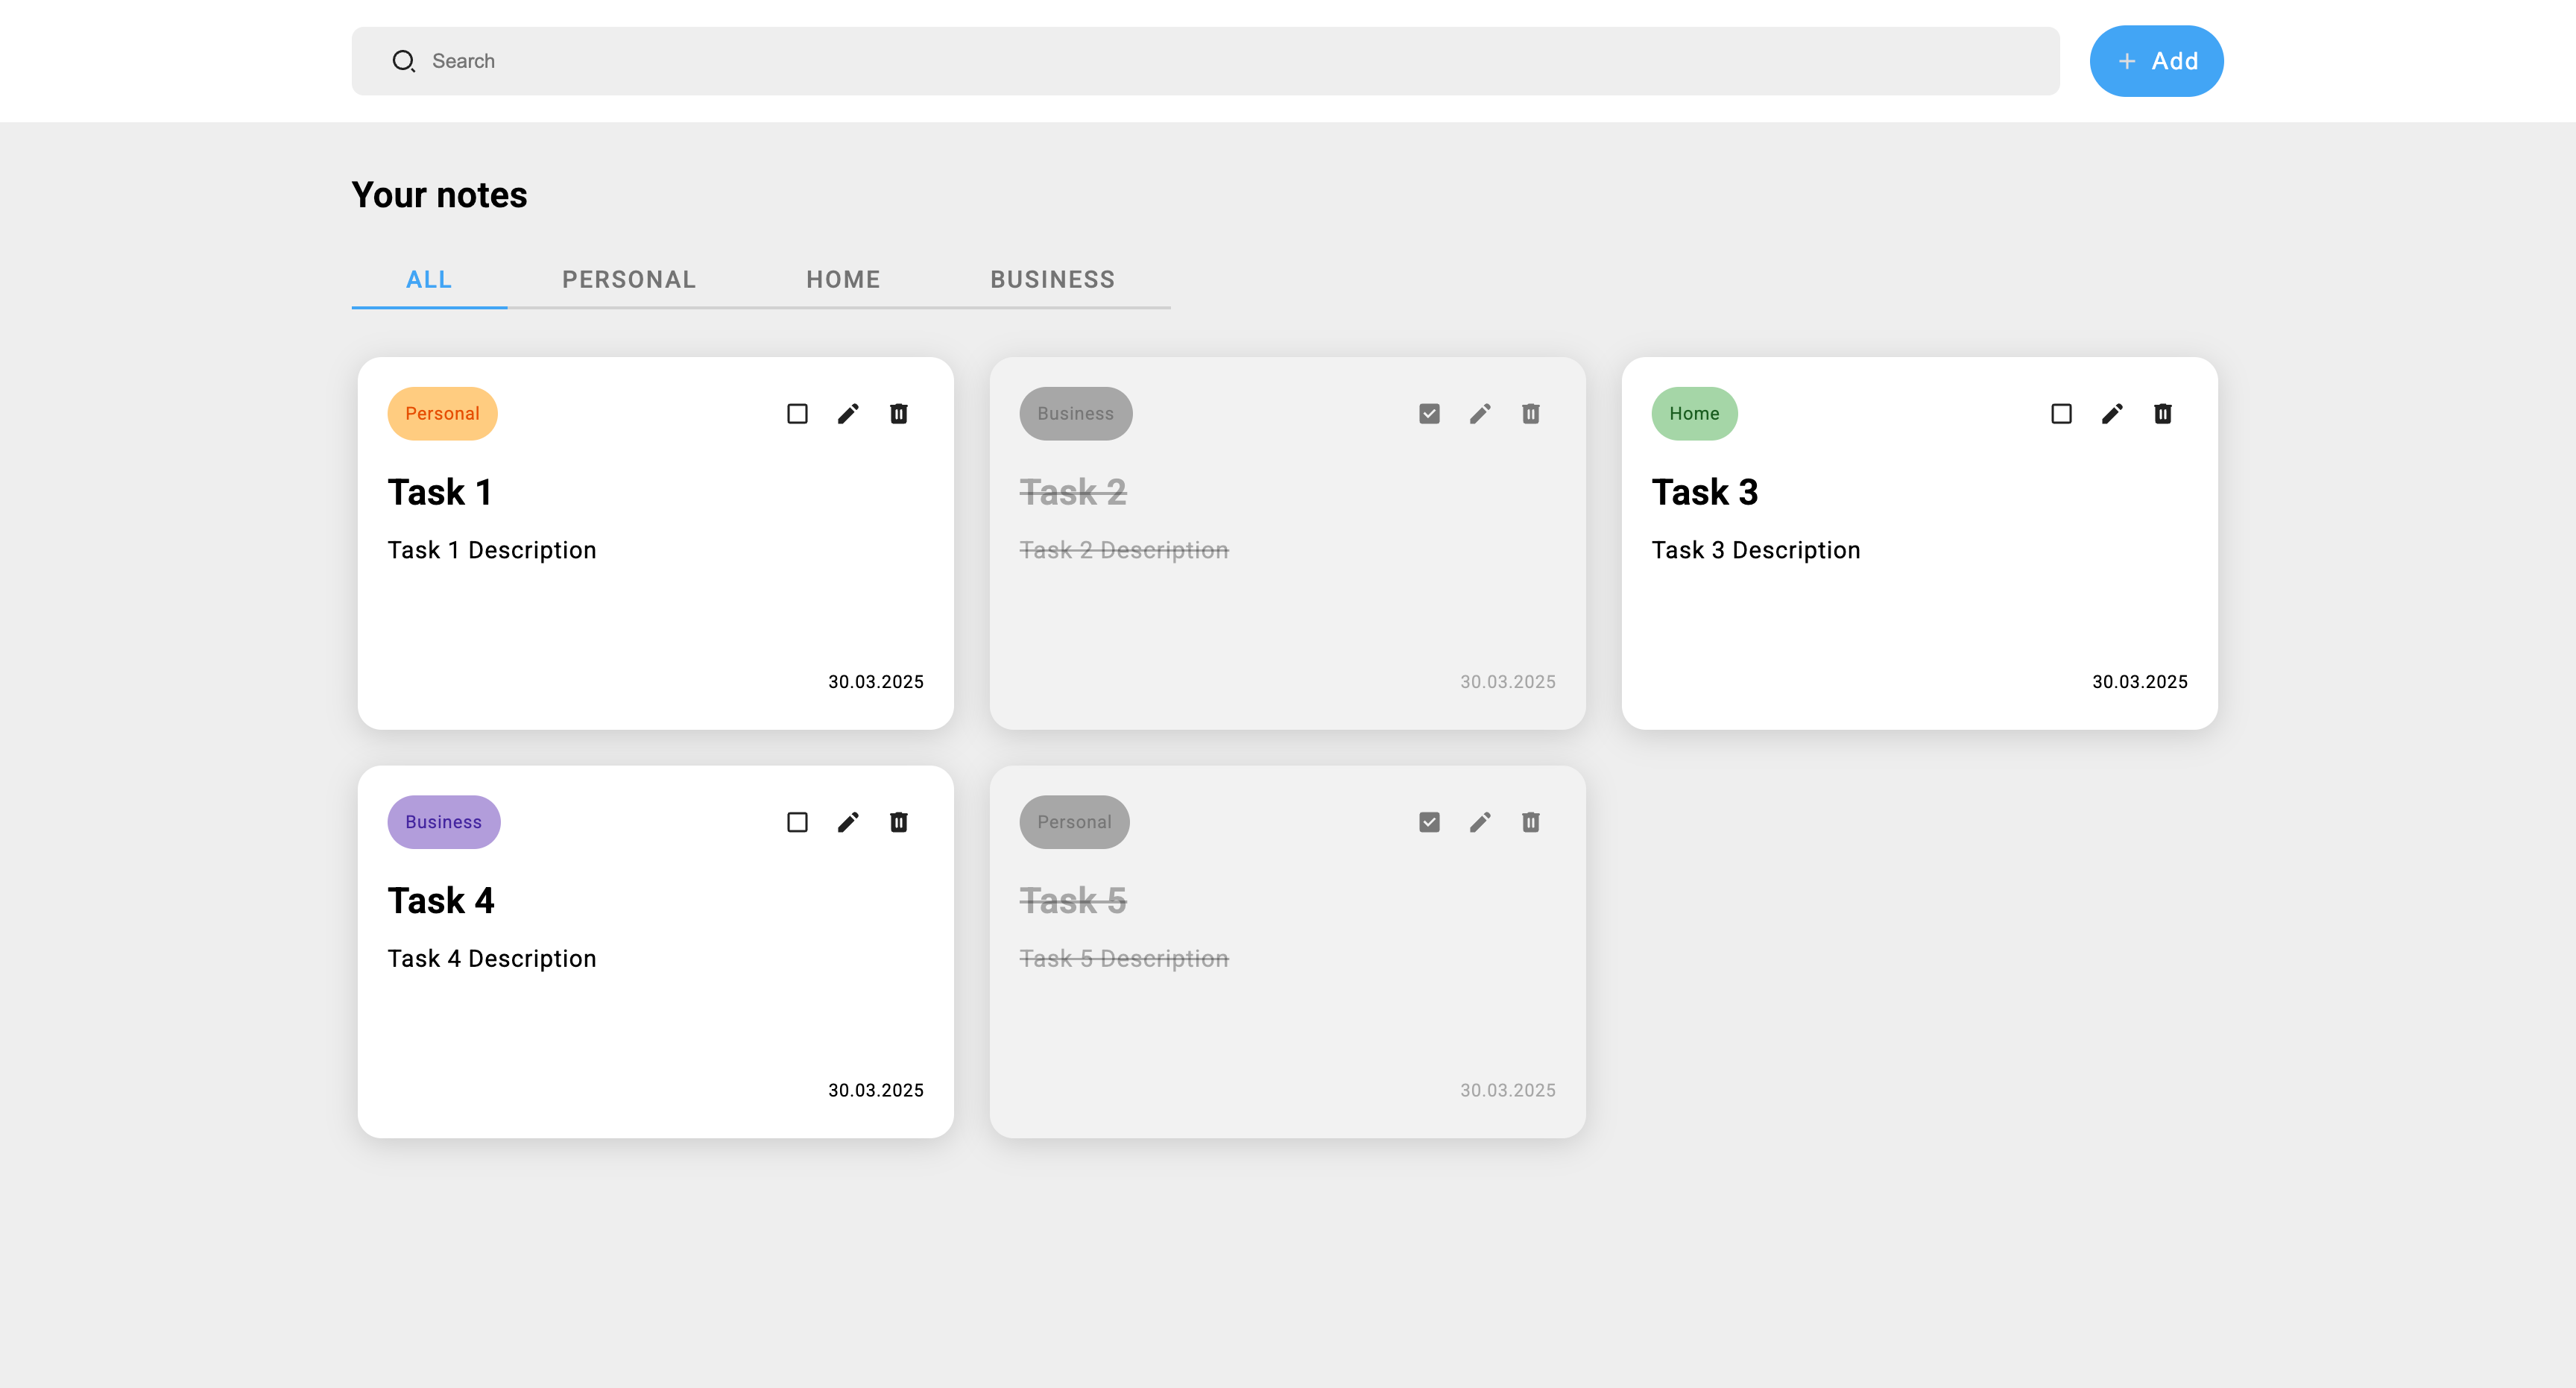 Search
+ Add
Your notes
ALL PERSONAL HOME BUSINESS
Personal
Task 1
Task 1 Description
30.03.2025
Business
Task 2
Task 2 Description
30.03.2025
Home
Task 3
Task 3 Description
30.03.2025
Business
Task 4
Task 4 Description
30.03.2025
Personal
Task 5
Task 5 Description
30.03.2025